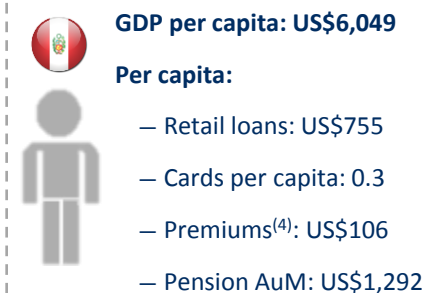 GDP per capita: US$6,049
Per capita:
— Retail loans: US$755
— Cards per capita: 0.3
— Premiums(4): US$106
— Pension AuM: US$1,292